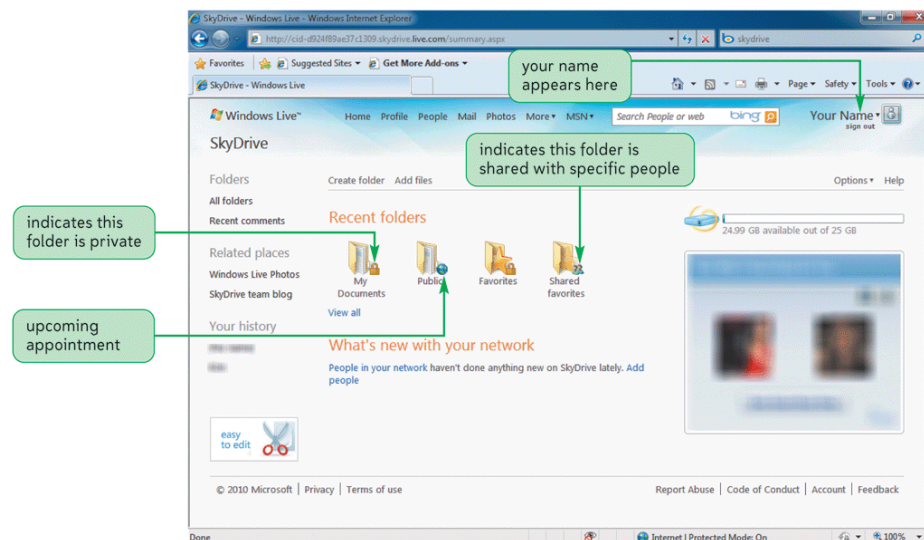 SkyDrive - Windows Live - Windows Internet Explorer
http://cid-d924f89ae37c1309.skydrive.live.com/summary.aspx
skydrive
Favorites
Suggested Sites
Get More Add-ons
SkyDrive - Windows Live
Page
Safety
Tools
your name
appears here
Windows Live™
Home Profile People Mail Photos More MSN
Search People or web
bing
Your Name
sign out
SkyDrive
indicates this folder is
shared with specific people
Folders
Create folder Add files
Options Help
All folders
Recent comments
Recent folders
24.99 GB available out of 25 GB
indicates this
folder is private
Related places
Windows Live Photos
SkyDrive team blog
My
Documents
Public
Favorites
Shared
favorites
View all
upcoming
appointment
Your history
What's new with your network
People in your network haven't done anything new on SkyDrive lately. Add
people
easy
to edit
© 2010 Microsoft | Privacy | Terms of use
Report Abuse | Code of Conduct | Account | Feedback
Done
Internet | Protected Mode: On
100%